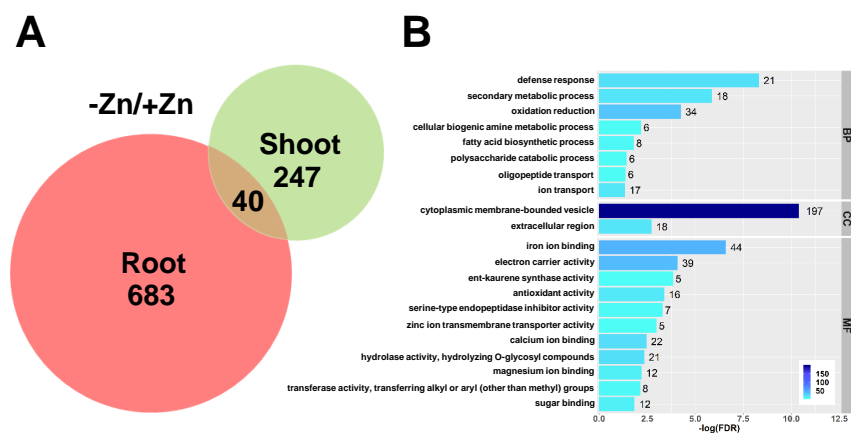 A
B
-Zn/+Zn
Shoot
247
40
Root
683
defense response 21
secondary metabolic process 18
oxidation reduction 34
cellular biogenic amine metabolic process 6
fatty acid biosynthetic process 8
polysaccharide catabolic process 6
oligopeptide transport 6
ion transport 17
BP
cytoplasmic membrane-bounded vesicle 197
extracellular region 18
CC
iron ion binding 44
electron carrier activity 39
ent-kaurene synthase activity 5
antioxidant activity 16
serine-type endopeptidase inhibitor activity 7
zinc ion transmembrane transporter activity 5
calcium ion binding 22
hydrolase activity, hydrolyzing O-glycosyl compounds 21
magnesium ion binding 12
transferase activity, transferring alkyl or aryl (other than methyl) groups 8
sugar binding 12
MF
150
100
50
0.0 2.5 5.0 7.5 10.0 12.5
-log(FDR)